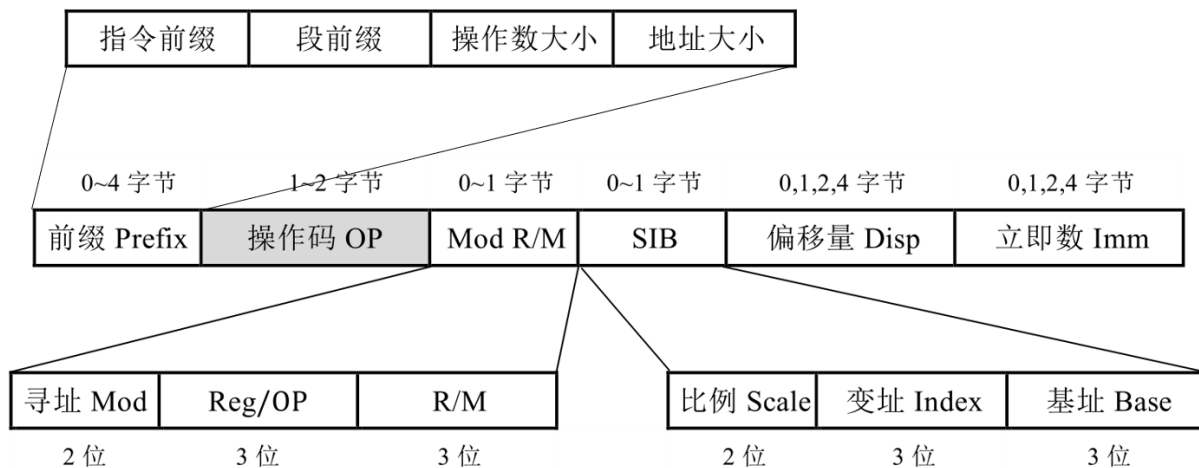 指令前缀 段前缀 操作数大小 地址大小
0~4 字节 1~2 字节 0~1 字节 0~1 字节 0,1,2,4 字节 0,1,2,4 字节
前缀 Prefix 操作码 OP Mod R/M SIB 偏移量 Disp 立即数 Imm
寻址 Mod Reg/OP R/M 比例 Scale 变址 Index 基址 Base
2 位 3 位 3 位 2 位 3 位 3 位